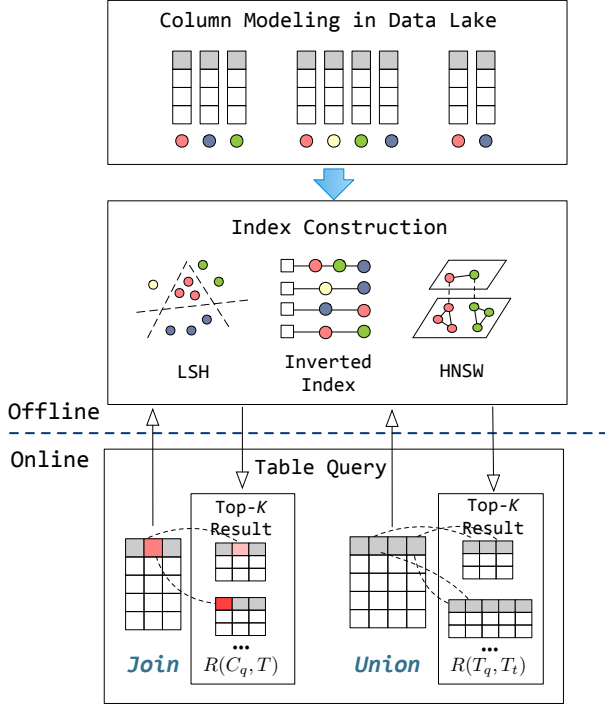 Column Modeling in Data Lake
Index Construction
LSH
Inverted
Index
HNSW
Offline
Online
Table Query
Top-K
Result
...
Join
R(C_q, T)
Top-K
Result
...
Union
R(T_q, T_t)